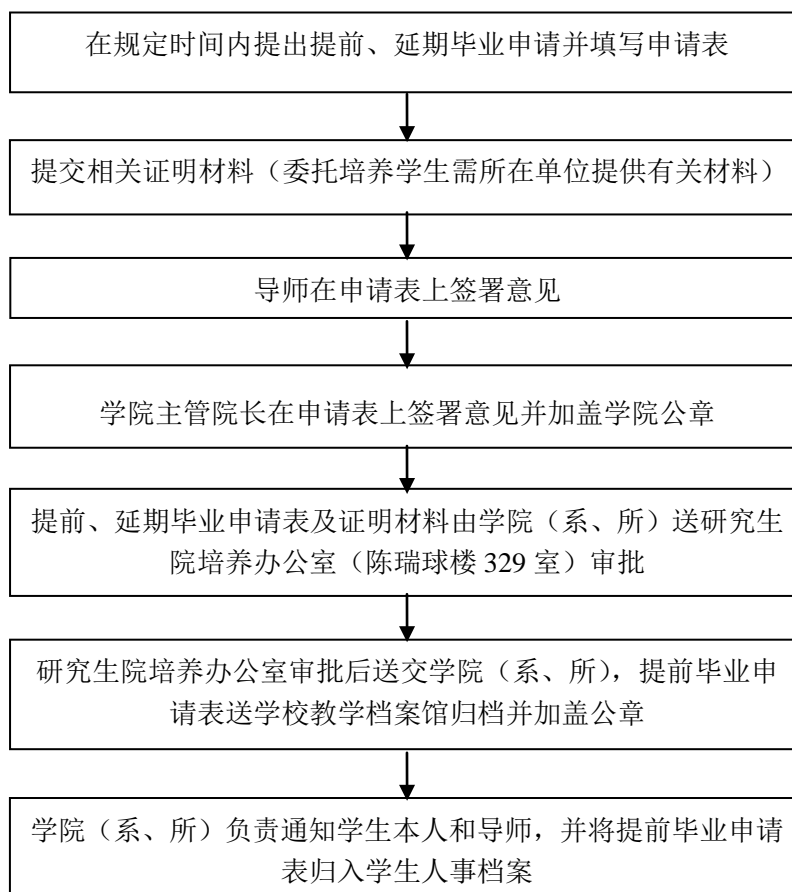 在规定时间内提出提前、延期毕业申请并填写申请表
提交相关证明材料（委托培养学生需所在单位提供有关材料）
导师在申请表上签署意见
学院主管院长在申请表上签署意见并加盖学院公章
提前、延期毕业申请表及证明材料由学院（系、所）送研究生
院培养办公室（陈瑞球楼 329 室）审批
研究生院培养办公室审批后送交学院（系、所），提前毕业申
请表送学校教学档案馆归档并加盖公章
学院（系、所）负责通知学生本人和导师，并将提前毕业申请
表归入学生人事档案